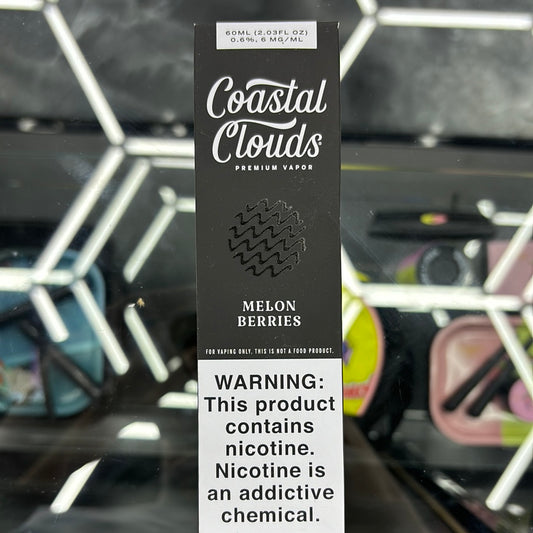 60ML (2.03FL OZ)
0.6%, 6 MG/ML
Coastal
Clouds
PREMIUM VAPOR
MELON
BERRIES
FOR VAPING ONLY, THIS IS NOT A FOOD PRODUCT.
WARNING:
This product
contains
nicotine.
Nicotine is
an addictive
chemical.